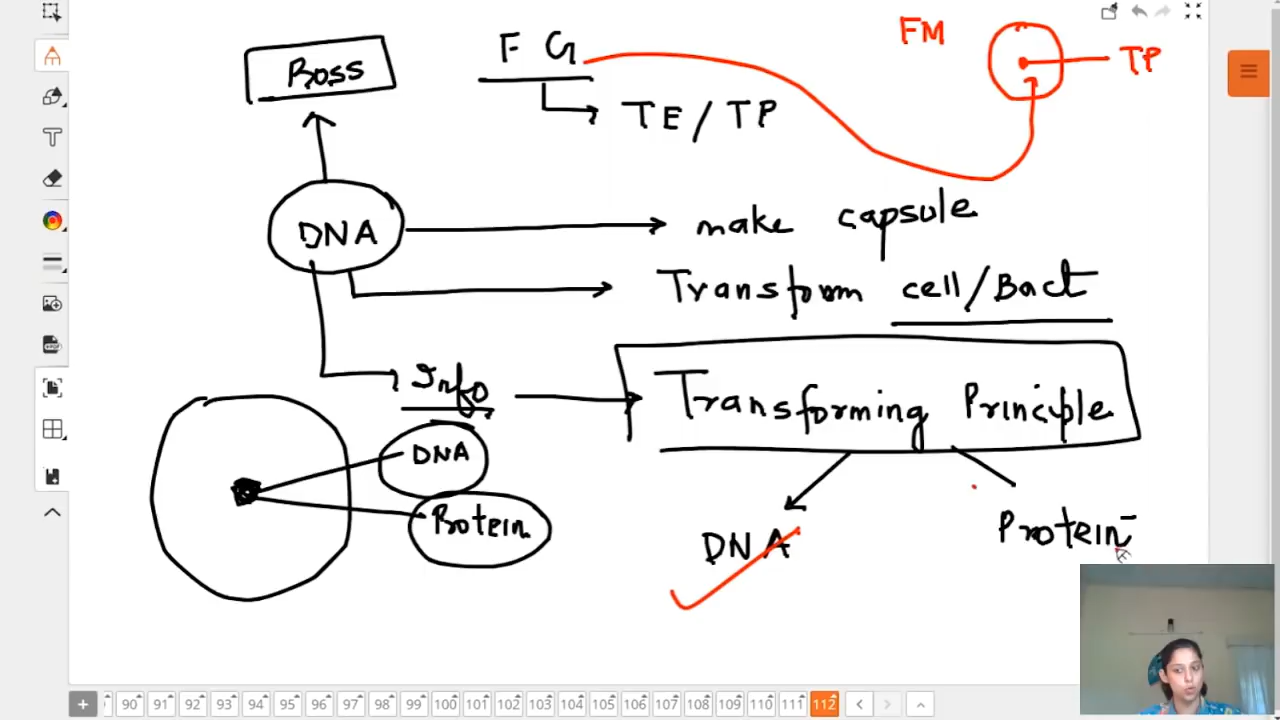 FM
F G
Boss
TP
TE / TP
DNA
make capsule
Transform cell/Bact
Info
Transforming Principle
DNA
Protein
DNA
Protein
T
90 91 92 93 94 95 96 97 98 99 100 101 102 103 104 105 106 107 108 109 110 111 112